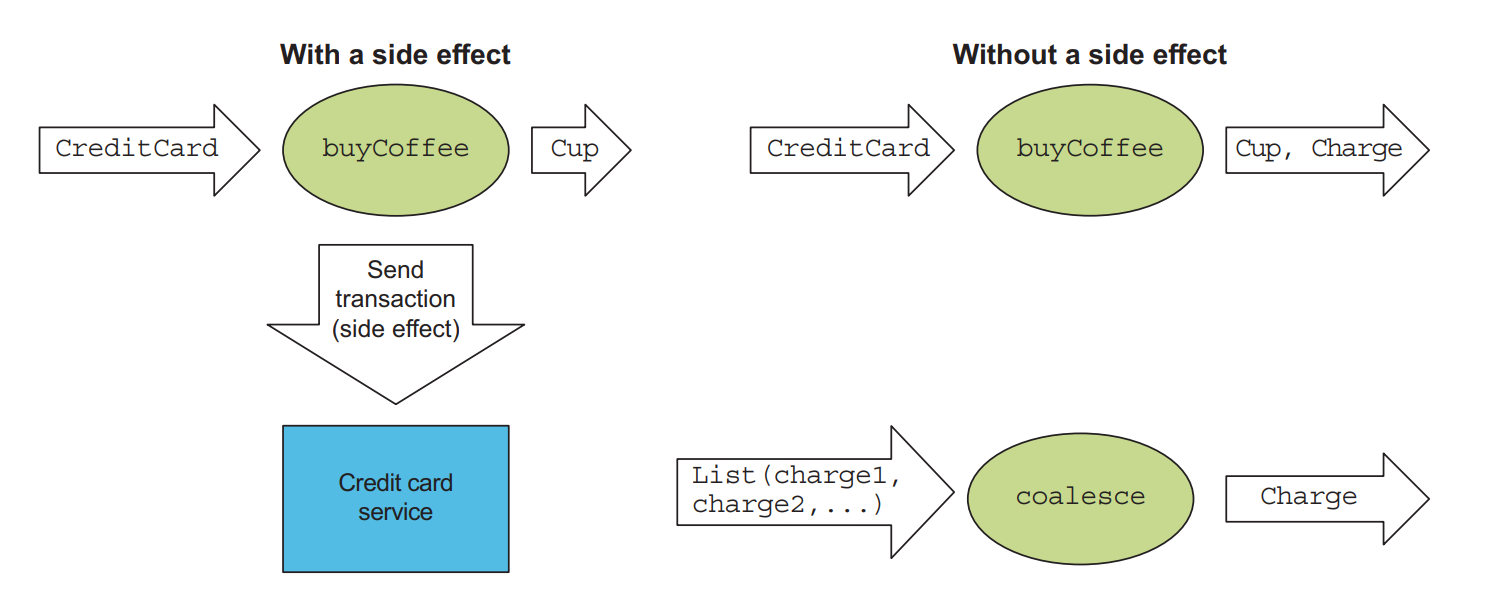 With a side effect
Without a side effect
CreditCard
buyCoffee
Cup
CreditCard
buyCoffee
Cup, Charge
Send
transaction
(side effect)
Credit card
service
List(charge1,
charge2,...)
coalesce
Charge